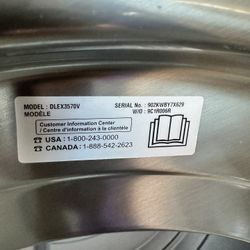 MODEL : DLEX3570V SERIAL No. : 902KWBY7X629
MODÈLE W/O : 9C1R006R
Customer Information Center
/ Centre d'information à la clientèle
☎ USA : 1-800-243-0000
☎ CANADA : 1-888-542-2623